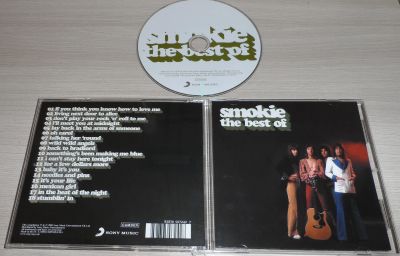 smokie
the best of
01 if you think you know how to love me
02 living next door to alice
03 don't play your rock 'n' roll to me
04 i'll meet you at midnight
05 lay back in the arms of someone
06 oh carol
07 talking her 'round
08 wild wild angels
09 back to bradford
10 something's been making me blue
11 i can't stay here tonight
12 for a few dollars more
13 baby it's you
14 needles and pins
15 it's your life
16 mexican girl
17 in the heat of the night
18 stumblin' in
SONY MUSIC
smokie
the best of